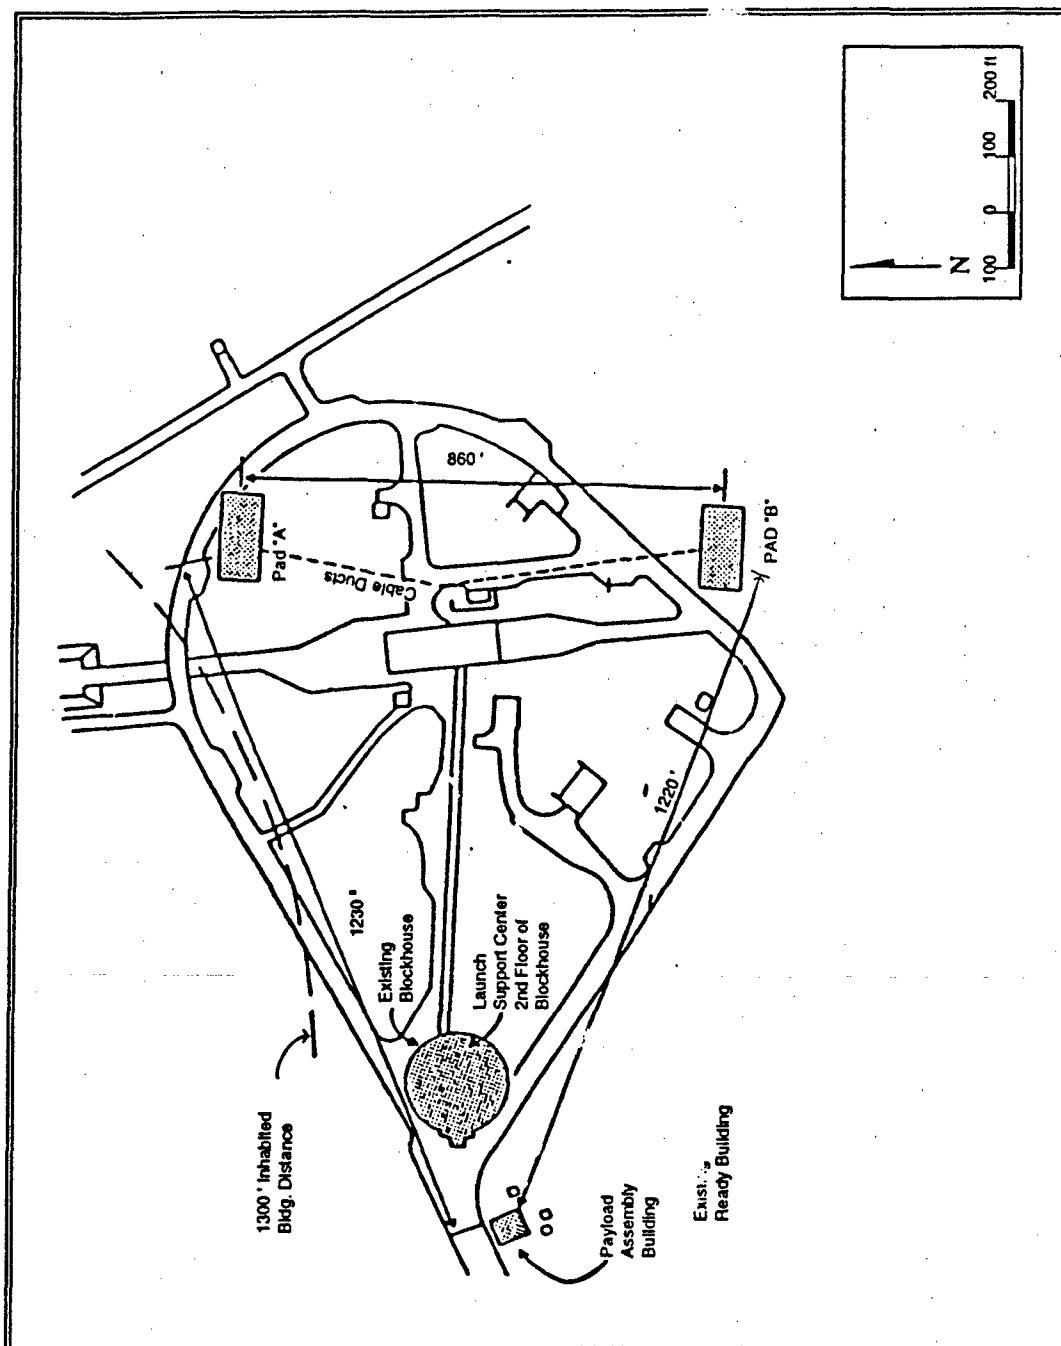 1300 ' Inhabited
Bldg. Distance
1230 '
Existing
Blockhouse
Launch
Support Center
2nd Floor of
Blockhouse
Payload
Assembly
Building
Ready Building
1220 '
Cable Ducts
Pad "A"
PAD "B"
860 '
N
100 0 100 200 ft